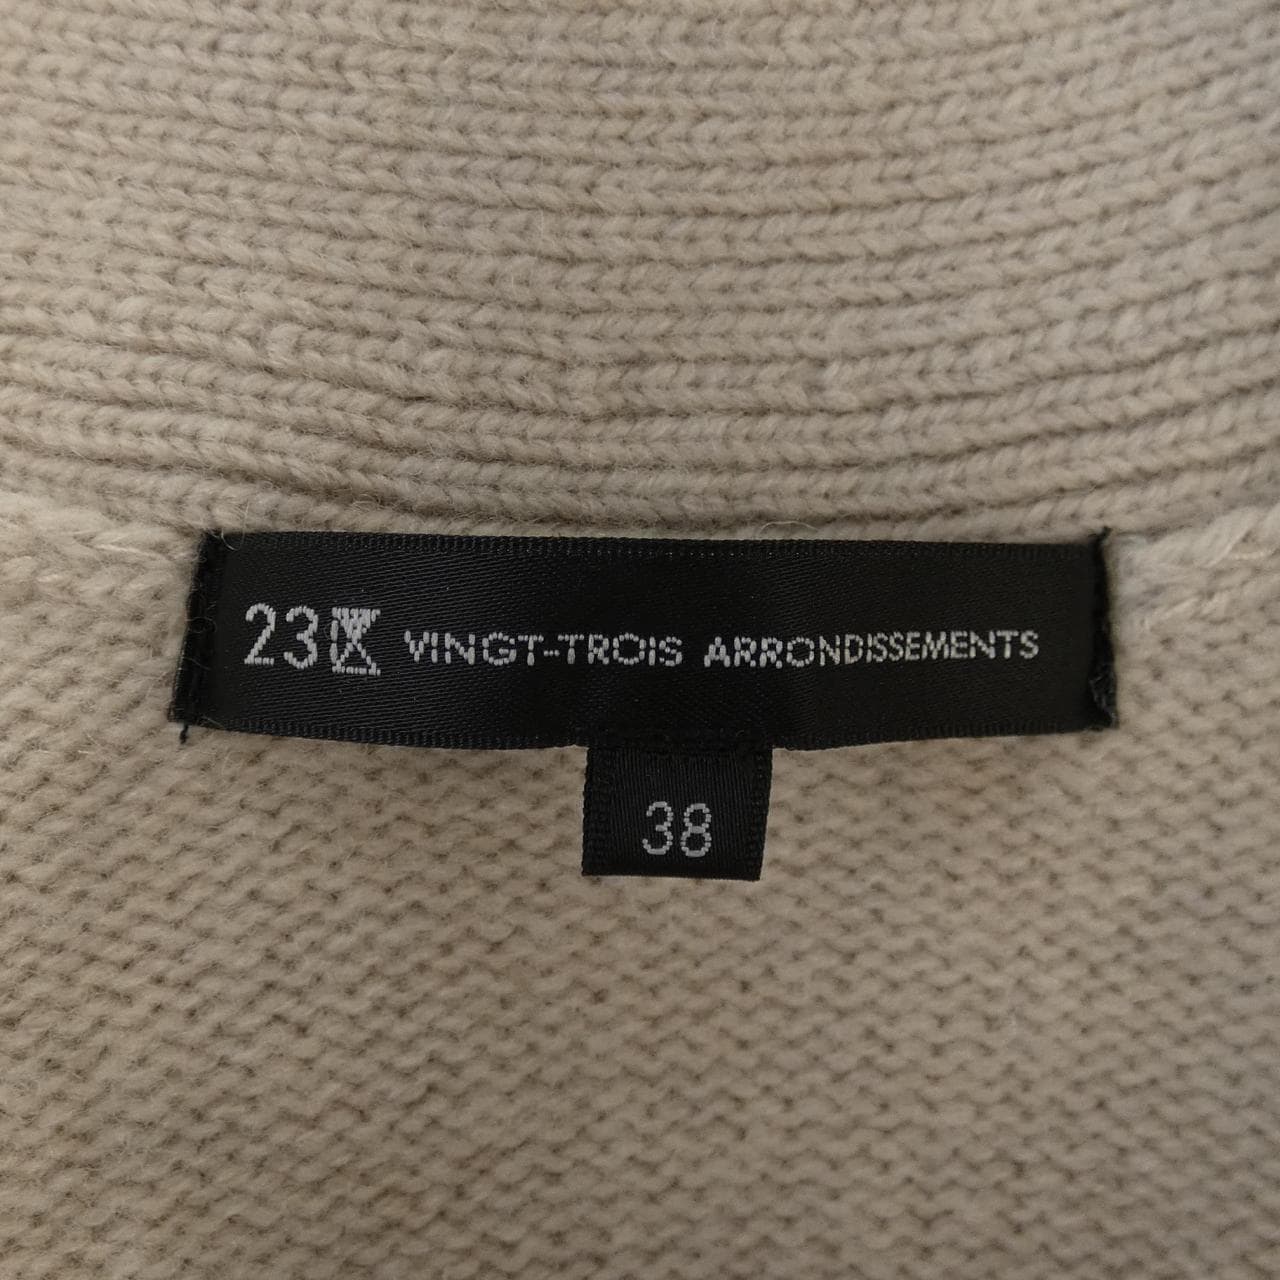 23 VINGT-TROIS ARRONDISSEMENTS
38